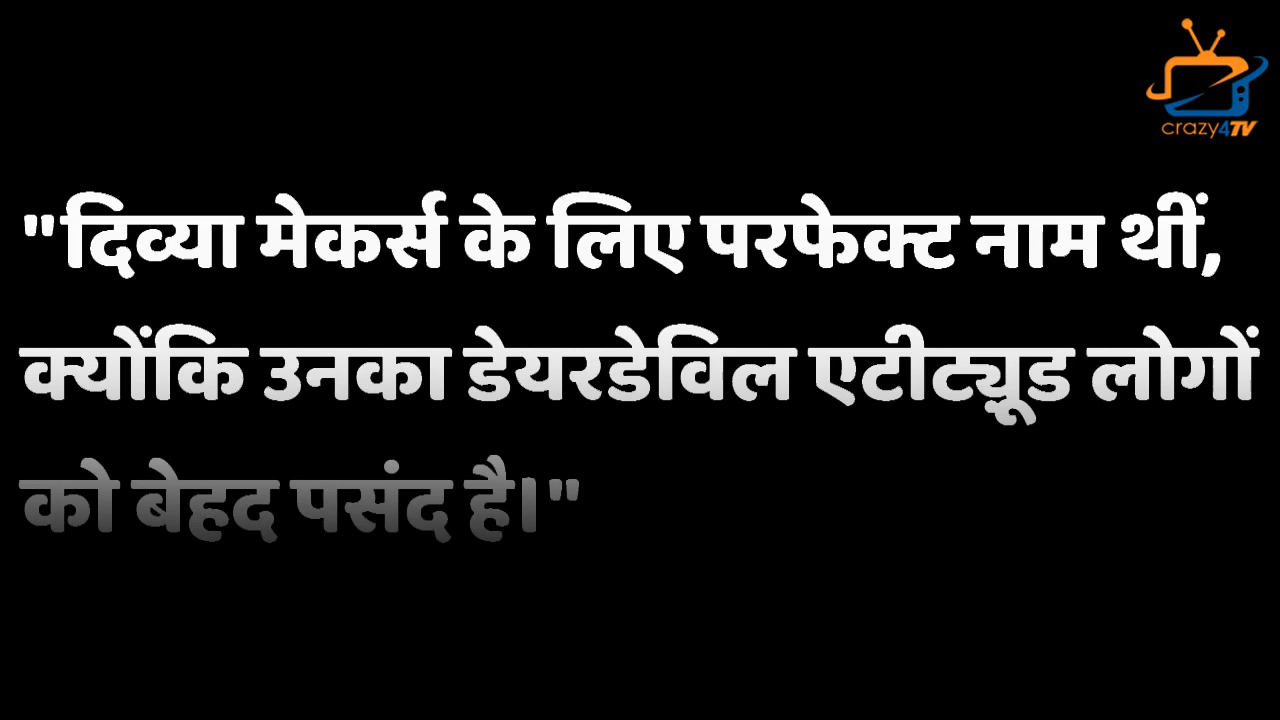 crazy4TV
"दिव्या मेकर्स के लिए परफेक्ट नाम थीं,
क्योंकि उनका डेयरडेविल एटीट्यूड लोगों
को बेहद पसंद है।"